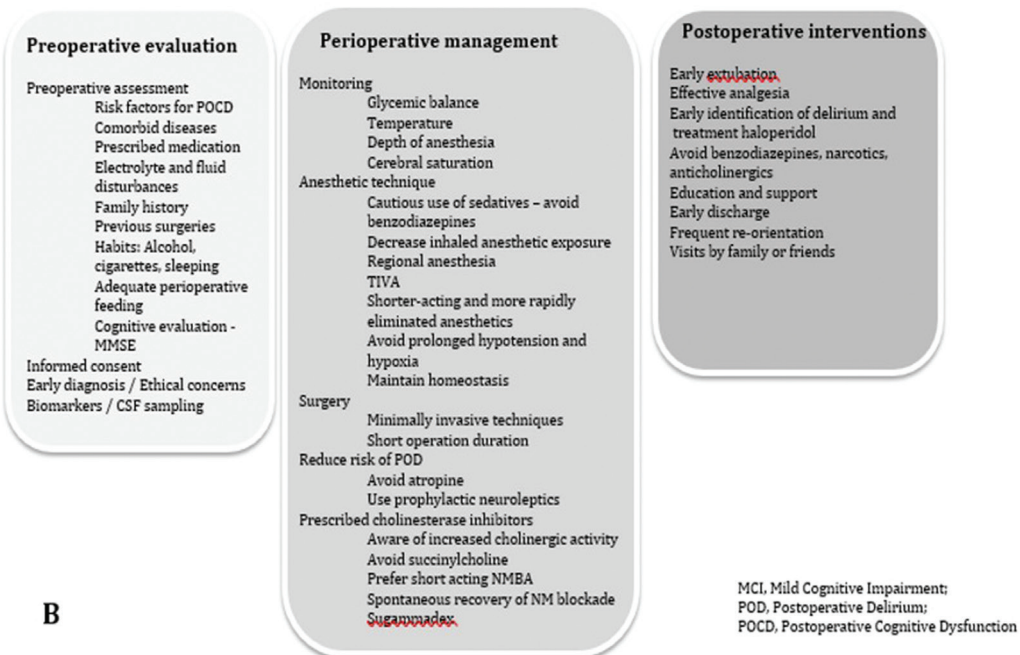 Preoperative evaluation
Preoperative assessment
Risk factors for POCD
Comorbid diseases
Prescribed medication
Electrolyte and fluid
disturbances
Family history
Previous surgeries
Habits: Alcohol,
cigarettes, sleeping
Adequate perioperative
feeding
Cognitive evaluation -
MMSE
Informed consent
Early diagnosis / Ethical concerns
Biomarkers / CSF sampling
Perioperative management
Monitoring
Glycemic balance
Temperature
Depth of anesthesia
Cerebral saturation
Anesthetic technique
Cautious use of sedatives – avoid
benzodiazepines
Decrease inhaled anesthetic exposure
Regional anesthesia
TIVA
Shorter-acting and more rapidly
eliminated anesthetics
Avoid prolonged hypotension and
hypoxia
Maintain homeostasis
Surgery
Minimally invasive techniques
Short operation duration
Reduce risk of POD
Avoid atropine
Use prophylactic neuroleptics
Prescribed cholinesterase inhibitors
Aware of increased cholinergic activity
Avoid succinylcholine
Prefer short acting NMBA
Spontaneous recovery of NM blockade
Sugammadex
Postoperative interventions
Early extubation
Effective analgesia
Early identification of delirium and
treatment haloperidol
Avoid benzodiazepines, narcotics,
anticholinergics
Education and support
Early discharge
Frequent re-orientation
Visits by family or friends
B
MCI, Mild Cognitive Impairment;
POD, Postoperative Delirium;
POCD, Postoperative Cognitive Dysfunction